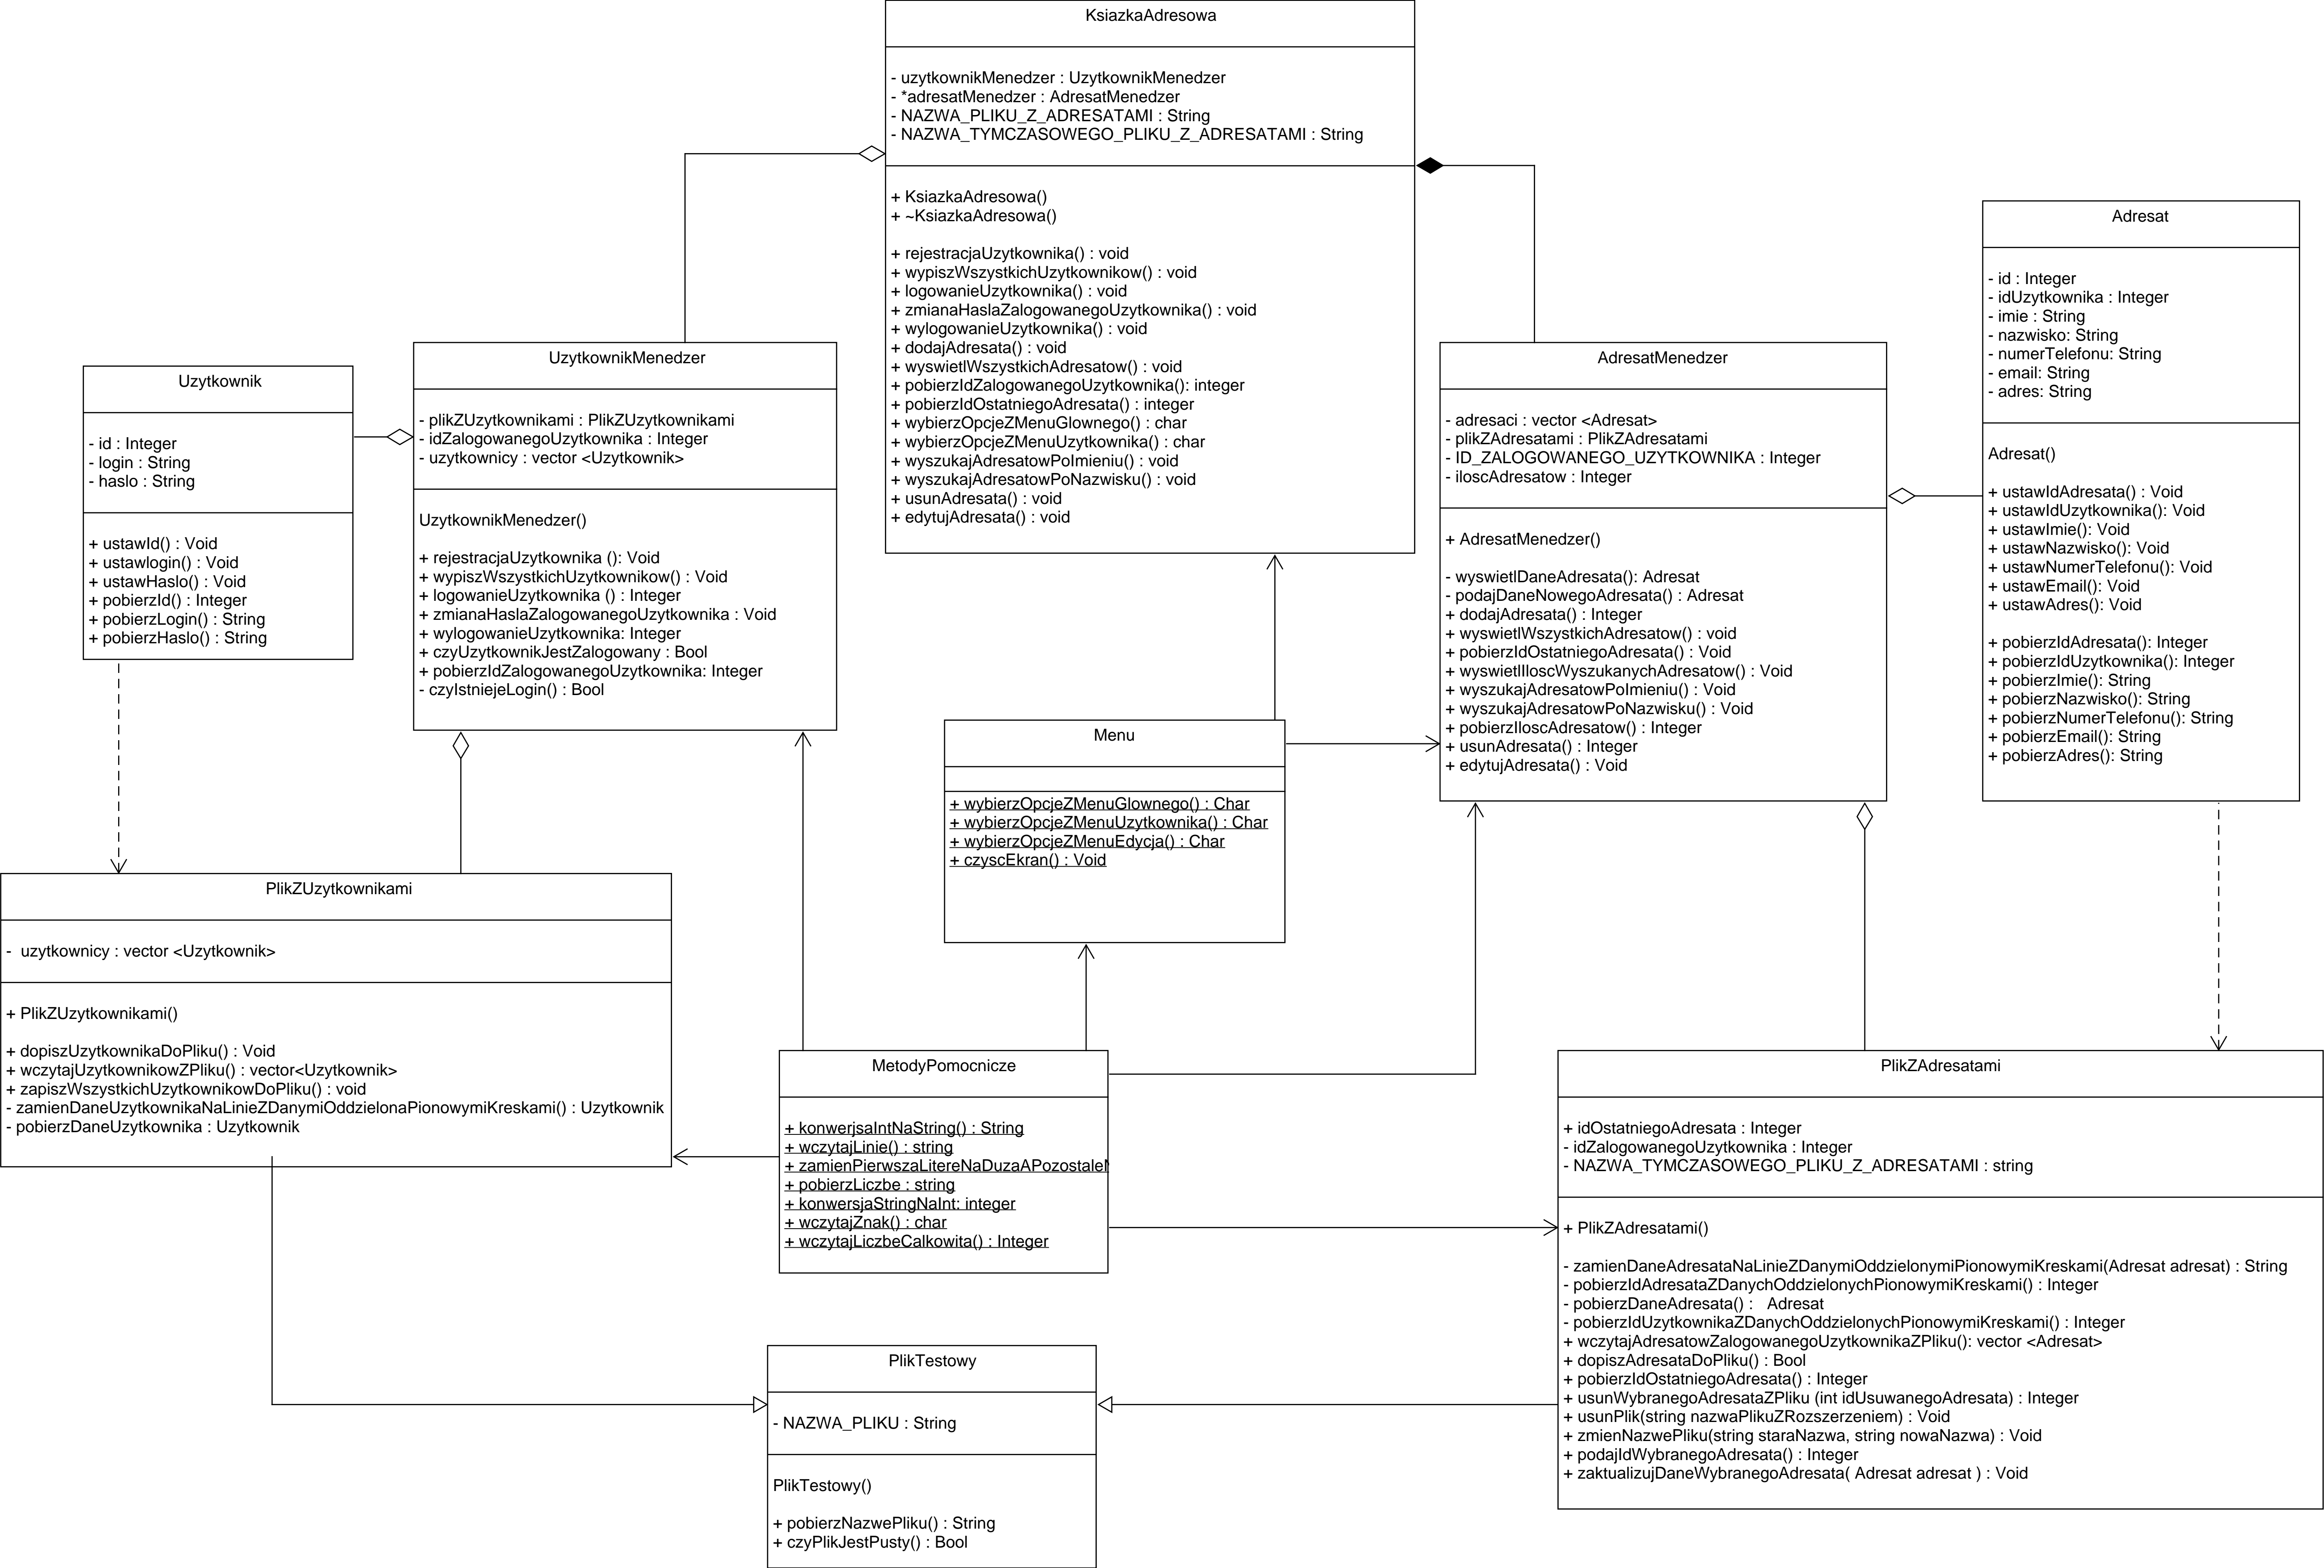 KsiazkaAdresowa
- uzytkownikMenedzer : UzytkownikMenedzer
- *adresatMenedzer : AdresatMenedzer
- NAZWA_PLIKU_Z_ADRESATAMI : String
- NAZWA_TYMCZASOWEGO_PLIKU_Z_ADRESATAMI : String
+ KsiazkaAdresowa()
+ ~KsiazkaAdresowa()
+ rejestracjaUzytkownika() : void
+ wypiszWszystkichUzytkownikow() : void
+ logowanieUzytkownika() : void
+ zmianaHaslaZalogowanegoUzytkownika() : void
+ wylogowanieUzytkownika() : void
+ dodajAdresata() : void
+ wyswietlWszystkichAdresatow() : void
+ pobierzIdZalogowanegoUzytkownika(): integer
+ pobierzIdOstatniegoAdresata() : integer
+ wybierzOpcjeZMenuGlownego() : char
+ wybierzOpcjeZMenuUzytkownika() : char
+ wyszukajAdresatowPoImieniu() : void
+ wyszukajAdresatowPoNazwisku() : void
+ usunAdresata() : void
+ edytujAdresata() : void
Uzytkownik
- id : Integer
- login : String
- haslo : String
+ ustawId() : Void
+ ustawlogin() : Void
+ ustawHaslo() : Void
+ pobierzId() : Integer
+ pobierzLogin() : String
+ pobierzHaslo() : String
UzytkownikMenedzer
- plikZUzytkownikami : PlikZUzytkownikami
- idZalogowanegoUzytkownika : Integer
- uzytkownicy : vector <Uzytkownik>
UzytkownikMenedzer()
+ rejestracjaUzytkownika (): Void
+ wypiszWszystkichUzytkownikow() : Void
+ logowanieUzytkownika () : Integer
+ zmianaHaslaZalogowanegoUzytkownika : Void
+ wylogowanieUzytkownika: Integer
+ czyUzytkownikJestZalogowany : Bool
+ pobierzIdZalogowanegoUzytkownika: Integer
- czyIstniejeLogin() : Bool
AdresatMenedzer
- adresaci : vector <Adresat>
- plikZAdresatami : PlikZAdresatami
- ID_ZALOGOWANEGO_UZYTKOWNIKA : Integer
- iloscAdresatow : Integer
+ AdresatMenedzer()
- wyswietlDaneAdresata(): Adresat
- podajDaneNowegoAdresata() : Adresat
+ dodajAdresata() : Integer
+ wyswietlWszystkichAdresatow() : void
+ pobierzIdOstatniegoAdresata() : Void
+ wyswietlIloscWyszukanychAdresatow() : Void
+ wyszukajAdresatowPoImieniu() : Void
+ wyszukajAdresatowPoNazwisku() : Void
+ pobierzIloscAdresatow() : Integer
+ usunAdresata() : Integer
+ edytujAdresata() : Void
Adresat
- id : Integer
- idUzytkownika : Integer
- imie : String
- nazwisko: String
- numerTelefonu: String
- email: String
- adres: String
Adresat()
+ ustawIdAdresata() : Void
+ ustawIdUzytkownika(): Void
+ ustawImie(): Void
+ ustawNazwisko(): Void
+ ustawNumerTelefonu(): Void
+ ustawEmail(): Void
+ ustawAdres(): Void
+ pobierzIdAdresata(): Integer
+ pobierzIdUzytkownika(): Integer
+ pobierzImie(): String
+ pobierzNazwisko(): String
+ pobierzNumerTelefonu(): String
+ pobierzEmail(): String
+ pobierzAdres(): String
Menu
+ wybierzOpcjeZMenuGlownego() : Char
+ wybierzOpcjeZMenuUzytkownika() : Char
+ wybierzOpcjeZMenuEdycja() : Char
+ czyscEkran() : Void
PlikZUzytkownikami
- uzytkownicy : vector <Uzytkownik>
+ PlikZUzytkownikami()
+ dopiszUzytkownikaDoPliku() : Void
+ wczytajUzytkownikowZPliku() : vector<Uzytkownik>
+ zapiszWszystkichUzytkownikowDoPliku() : void
- zamienDaneUzytkownikaNaLinieZDanymiOddzielonaPionowymiKreskami() : Uzytkownik
- pobierzDaneUzytkownika : Uzytkownik
MetodyPomocnicze
+ konwerjsaIntNaString() : String
+ wczytajLinie() : string
+ zamienPierwszaLitereNaDuzaAPozostaleN
+ pobierzLiczbe : string
+ konwersjaStringNaInt: integer
+ wczytajZnak() : char
+ wczytajLiczbeCalkowita() : Integer
PlikZAdresatami
+ idOstatniegoAdresata : Integer
- idZalogowanegoUzytkownika : Integer
- NAZWA_TYMCZASOWEGO_PLIKU_Z_ADRESATAMI : string
+ PlikZAdresatami()
- zamienDaneAdresataNaLinieZDanymiOddzielonymiPionowymiKreskami(Adresat adresat) : String
- pobierzIdAdresataZDanychOddzielonychPionowymiKreskami() : Integer
- pobierzDaneAdresata() : Adresat
- pobierzIdUzytkownikaZDanychOddzielonychPionowymiKreskami() : Integer
+ wczytajAdresatowZalogowanegoUzytkownikaZPliku(): vector <Adresat>
+ dopiszAdresataDoPliku() : Bool
+ pobierzIdOstatniegoAdresata() : Integer
+ usunWybranegoAdresataZPliku (int idUsuwanegoAdresata) : Integer
+ usunPlik(string nazwaPlikuZRozszerzeniem) : Void
+ zmienNazwePliku(string staraNazwa, string nowaNazwa) : Void
+ podajIdWybranegoAdresata() : Integer
+ zaktualizujDaneWybranegoAdresata( Adresat adresat ) : Void
PlikTestowy
- NAZWA_PLIKU : String
PlikTestowy()
+ pobierzNazwePliku() : String
+ czyPlikJestPusty() : Bool